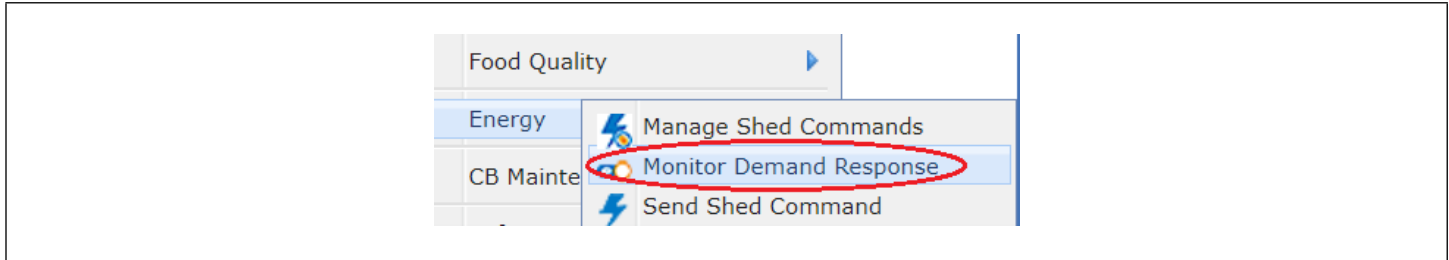 Food Quality
Energy
Manage Shed Commands
Monitor Demand Response
CB Mainte
Send Shed Command